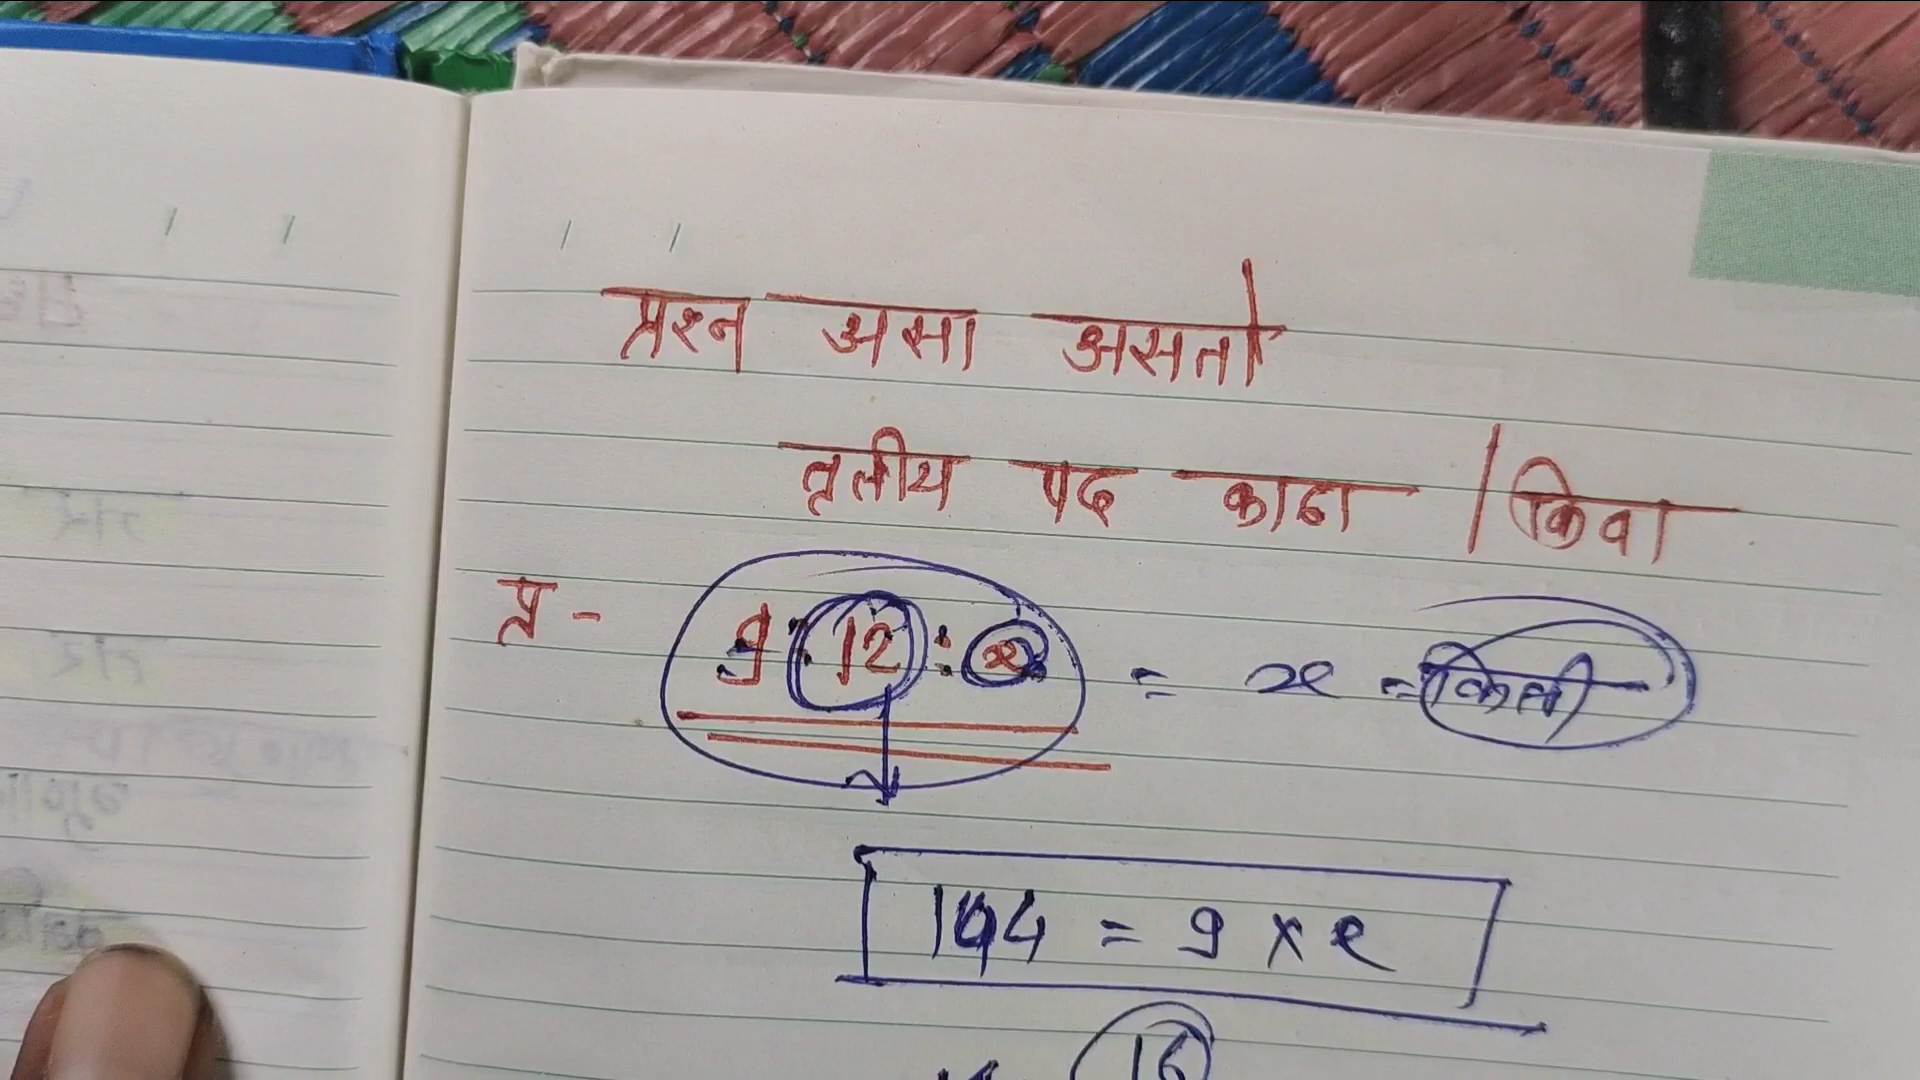 प्रश्न असा असतो
तृतीय पद काढा / किंवा
प्र - 9 : 12 : x = x = किती
144 = 9 x x
16